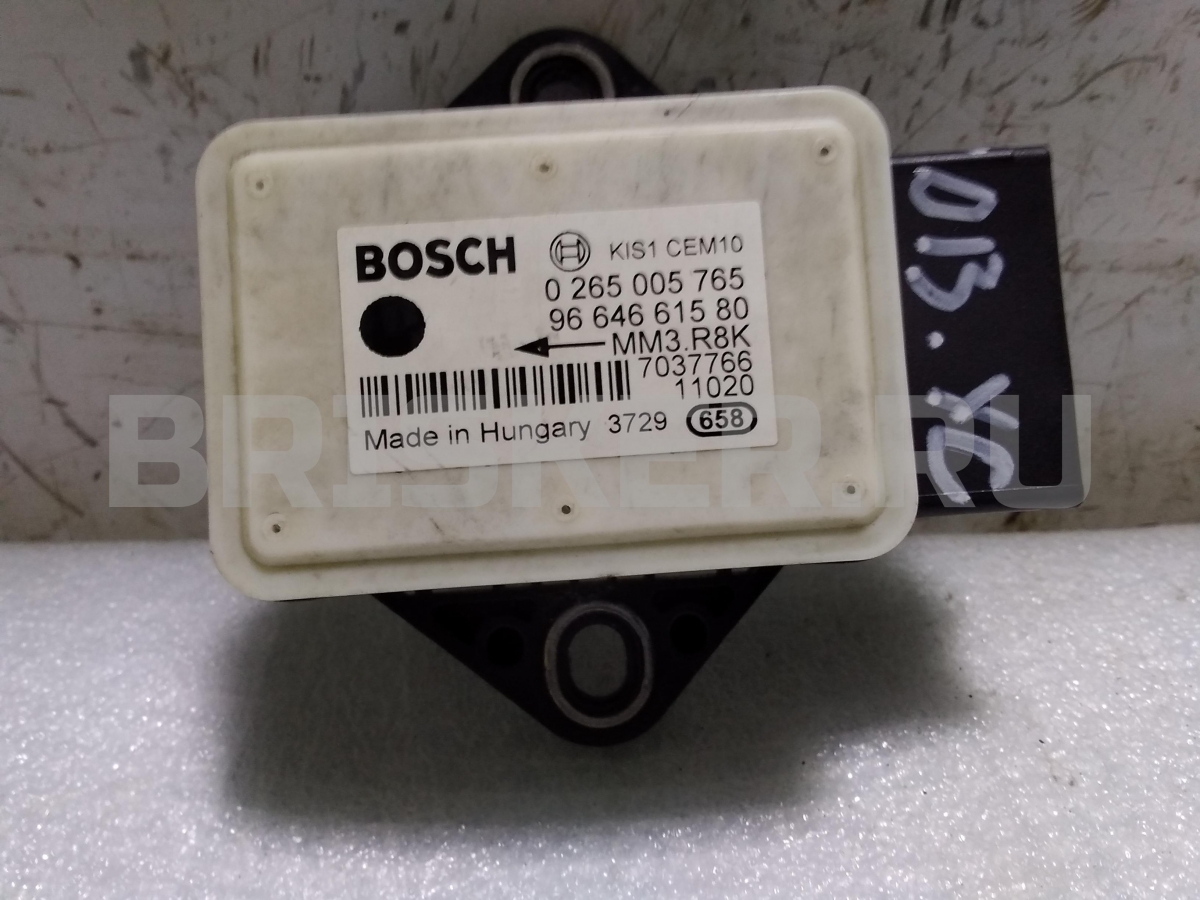 BOSCH KIS1 CEM10
0 265 005 765
96 646 615 80
MM3.R8K
7037766
11020
Made in Hungary 3729 658
BRISKER.RU